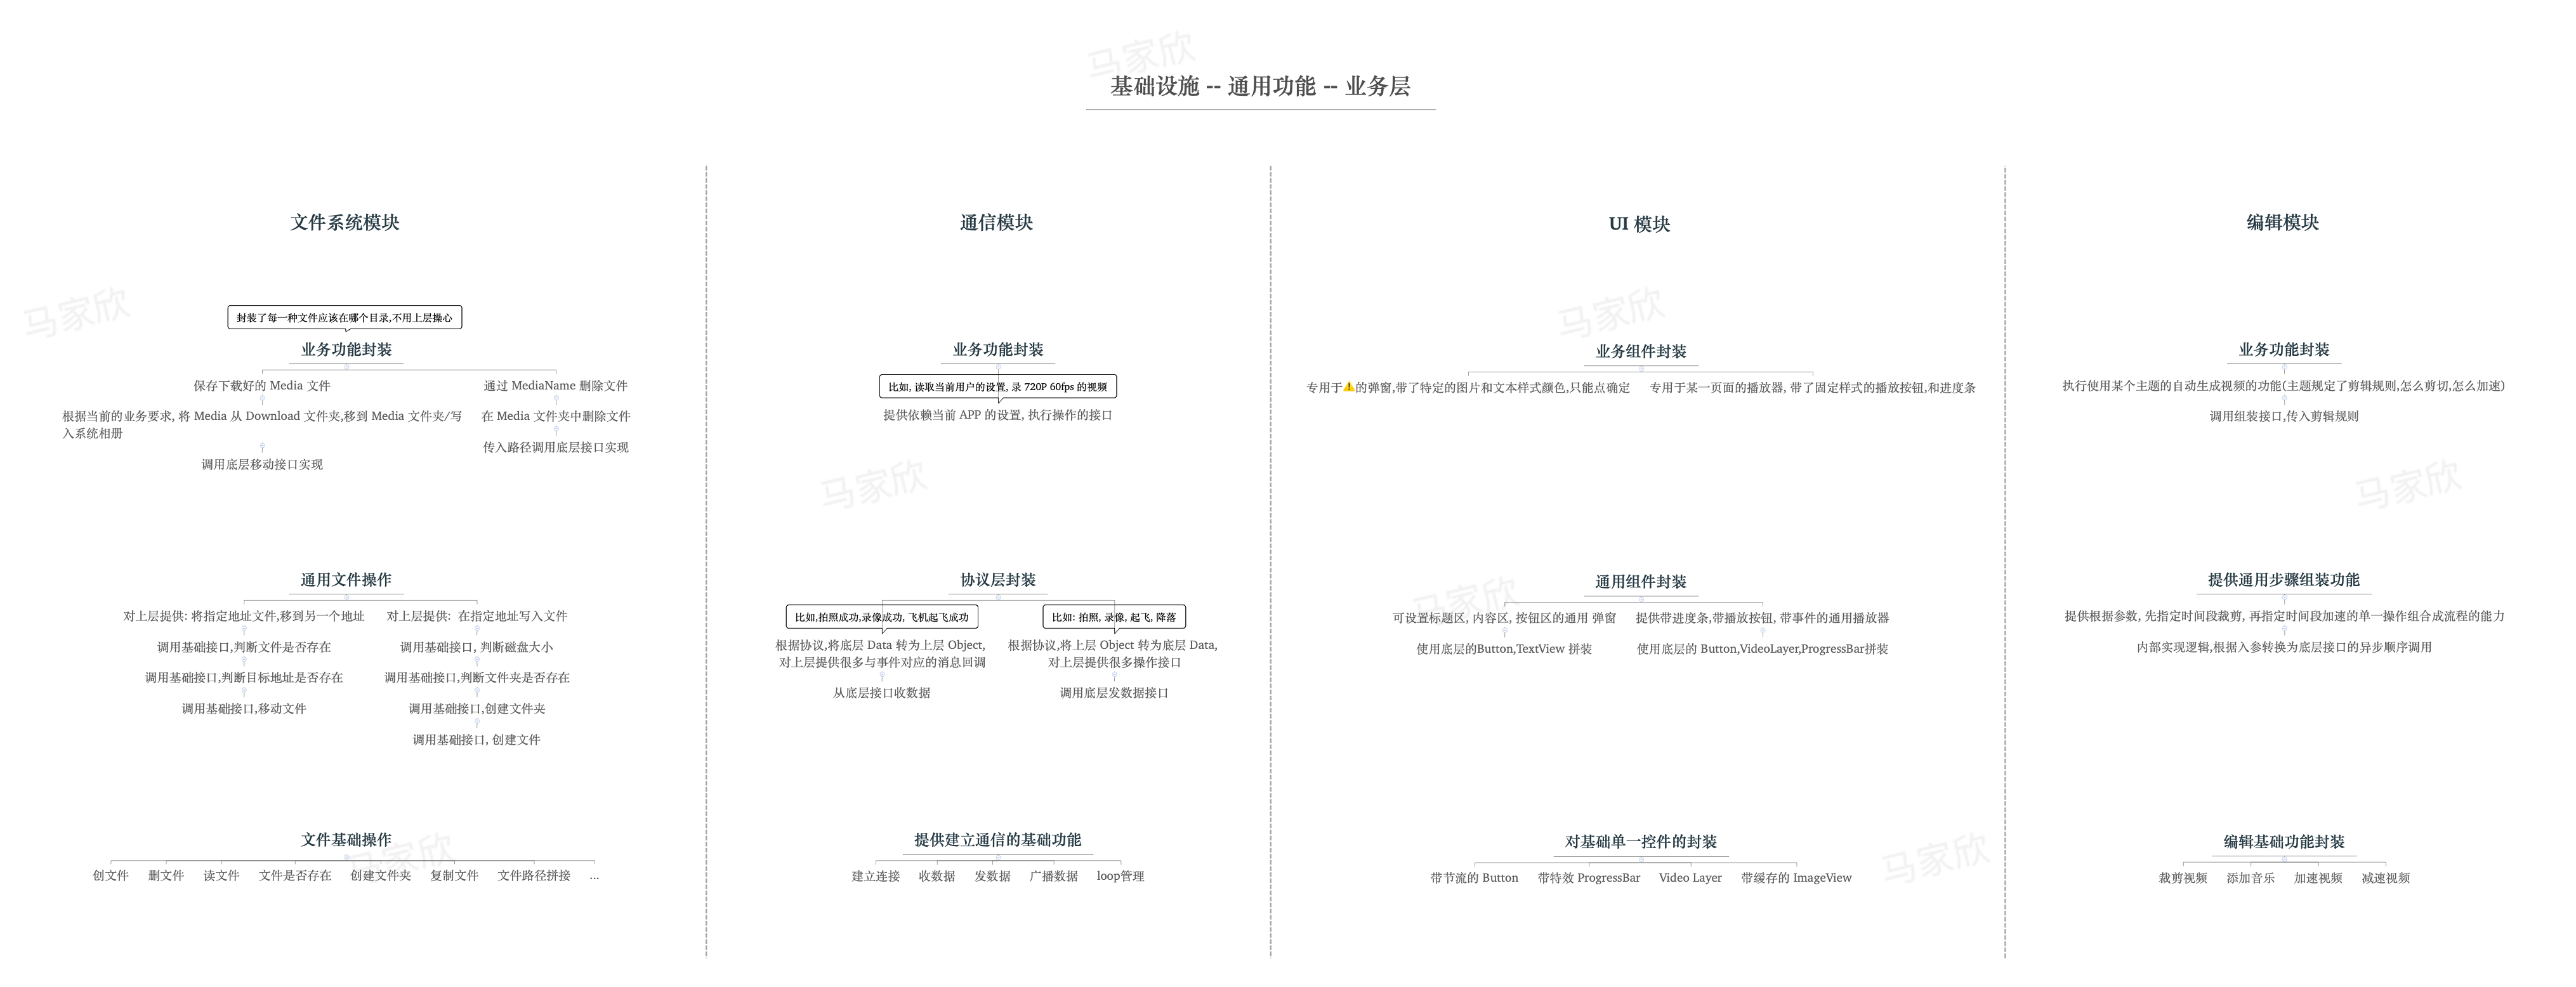 基础设施 -- 通用功能 -- 业务层
文件系统模块
封装了每一种文件应该在哪个目录,不用上层操心
业务功能封装
保存下载好的 Media 文件
根据当前的业务要求, 将 Media 从 Download 文件夹,移到 Media 文件夹/写
入系统相册
调用底层移动接口实现
通过 MediaName 删除文件
在 Media 文件夹中删除文件
传入路径调用底层接口实现
通用文件操作
对上层提供: 将指定地址文件,移到另一个地址
调用基础接口,判断文件是否存在
调用基础接口,判断目标地址是否存在
调用基础接口,移动文件
对上层提供: 在指定地址写入文件
调用基础接口, 判断磁盘大小
调用基础接口,判断文件夹是否存在
调用基础接口,创建文件夹
调用基础接口, 创建文件
文件基础操作
创文件 删文件 读文件 文件是否存在 创建文件夹 复制文件 文件路径拼接 ...
通信模块
业务功能封装
比如, 读取当前用户的设置, 录 720P 60fps 的视频
提供依赖当前 APP 的设置, 执行操作的接口
协议层封装
比如,拍照成功,录像成功, 飞机起飞成功
根据协议,将底层 Data 转为上层 Object,
对上层提供很多与事件对应的消息回调
从底层接口收数据
比如: 拍照, 录像, 起飞, 降落
根据协议,将上层 Object 转为底层 Data,
对上层提供很多操作接口
调用底层发数据接口
提供建立通信的基础功能
建立连接 收数据 发数据 广播数据 loop管理
UI 模块
业务组件封装
专用于⚠️的弹窗,带了特定的图片和文本样式颜色,只能点确定
专用于某一页面的播放器, 带了固定样式的播放按钮,和进度条
通用组件封装
可设置标题区, 内容区, 按钮区的通用 弹窗
使用底层的Button,TextView 拼装
提供带进度条,带播放按钮, 带事件的通用播放器
使用底层的 Button,VideoLayer,ProgressBar拼装
对基础单一控件的封装
带节流的 Button 带特效 ProgressBar Video Layer 带缓存的 ImageView
编辑模块
业务功能封装
执行使用某个主题的自动生成视频的功能(主题规定了剪辑规则,怎么剪切,怎么加速)
调用组装接口,传入剪辑规则
提供通用步骤组装功能
提供根据参数, 先指定时间段裁剪, 再指定时间段加速的单一操作组合成流程的能力
内部实现逻辑,根据入参转换为底层接口的异步顺序调用
编辑基础功能封装
裁剪视频 添加音乐 加速视频 减速视频
马家欣
马家欣
马家欣
马家欣
马家欣
马家欣
马家欣
马家欣